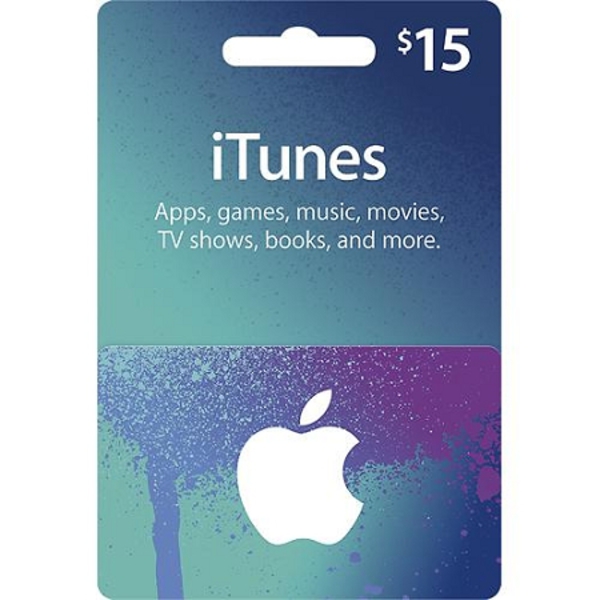 $15
iTunes
Apps, games, music, movies,
TV shows, books, and more.